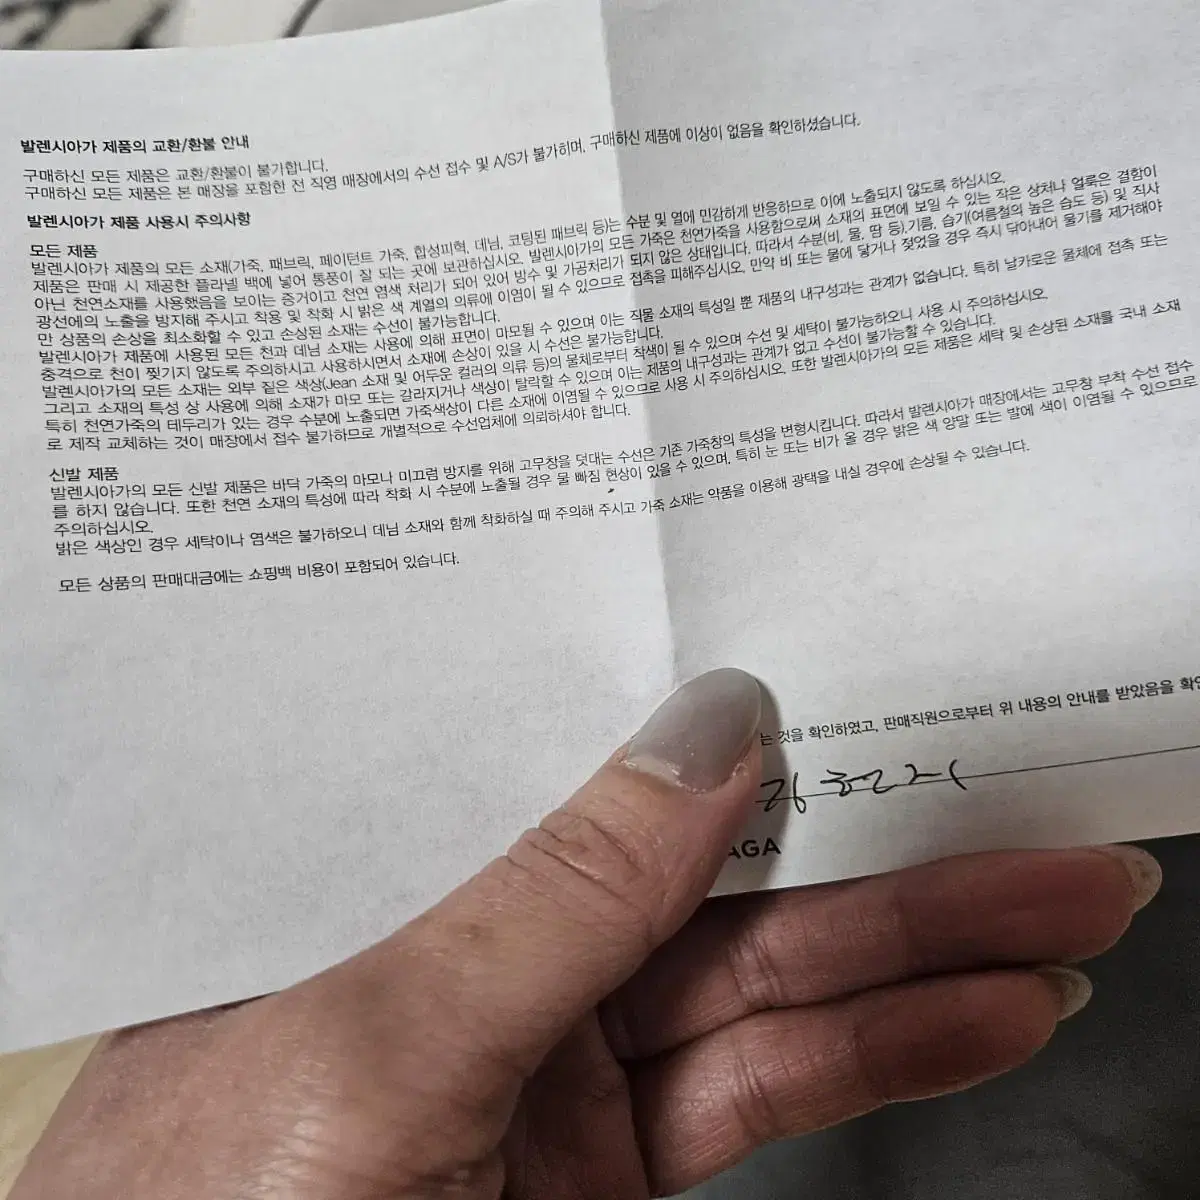 발렌시아가 제품의 교환/환불 안내
구매하신 모든 제품은 교환/환불이 불가합니다.
구매하신 모든 제품은 본 매장을 포함한 전 직영 매장에서의 수선 접수 및 A/S가 불가히며, 구매하신 제품에 이상이 없음을 확인하셨습니다.
발렌시아가 제품 사용시 주의사항
모든 제품
발렌시아가 제품의 모든 소재(가죽, 패브릭, 페이턴트 가죽, 합성피혁, 데님, 코팅된 패브릭 등)는 수분 및 열에 민감하게 반응하므로 이에 노출되지 않도록 하십시오.
제품은 판매 시 제공한 플라넬 백에 넣어 통풍이 잘 되는 곳에 보관하십시오. 발렌시아가의 모든 가죽은 천연가죽을 사용함으로써 소재의 표면에 보일 수 있는 작은 상처나 얼룩은 결함이
아닌 천연소재를 사용했음을 보이는 증거이고 천연 염색 처리가 되어 있어 방수 및 가공처리가 되지 않은 상태입니다. 따라서 수분(비, 물, 땀 등),기름, 습기(여름철의 높은 습도 등) 및 직사
광선에의 노출을 방지해 주시고 착용 및 착화 시 밝은 색 계열의 의류에 이염이 될 수 있으므로 접촉을 피해주십시오. 만약 비 또는 물에 닿거나 젖었을 경우 즉시 닦아내어 물기를 제거해야
만 상품의 손상을 최소화할 수 있고 손상된 소재는 수선이 불가능합니다.
발렌시아가 제품에 사용된 모든 천과 데님 소재는 사용에 의해 표면이 마모될 수 있으며 이는 직물 소재의 특성일 뿐 제품의 내구성과는 관계가 없습니다. 특히 날카로운 물체에 접촉 또는
충격으로 천이 찢기지 않도록 주의하시고 사용하시면서 소재에 손상이 있을 시 수선은 불가능합니다.
발렌시아가의 모든 소재는 외부 짙은 색상(Jean 소재 및 어두운 컬러의 의류 등)의 물체로부터 착색이 될 수 있으며 수선 및 세탁이 불가능하오니 사용 시 주의하십시오.
그리고 소재의 특성 상 사용에 의해 소재가 마모 또는 갈라지거나 색상이 탈락할 수 있으며 이는 제품의 내구성과는 관계가 없고 수선이 불가능할 수 있습니다.
특히 천연가죽의 테두리가 있는 경우 수분에 노출되면 가죽색상이 다른 소재에 이염될 수 있으므로 사용 시 주의하십시오. 또한 발렌시아가의 모든 제품은 세탁 및 손상된 소재를 국내 소재
로 제작 교체하는 것이 매장에서 접수 불가하므로 개별적으로 수선업체에 의뢰하셔야 합니다.
신발 제품
발렌시아가의 모든 신발 제품은 바닥 가죽의 마모나 미끄럼 방지를 위해 고무창을 덧대는 수선은 기존 가죽창의 특성을 변형시킵니다. 따라서 발렌시아가 매장에서는 고무창 부착 수선 접수
를 하지 않습니다. 또한 천연 소재의 특성에 따라 착화 시 수분에 노출될 경우 물 빠짐 현상이 있을 수 있으며, 특히 눈 또는 비가 올 경우 밝은 색 양말 또는 발에 색이 이염될 수 있으므로
주의하십시오.
밝은 색상인 경우 세탁이나 염색은 불가하오니 데님 소재와 함께 착화하실 때 주의해 주시고 가죽 소재는 약품을 이용해 광택을 내실 경우에 손상될 수 있습니다.
모든 상품의 판매대금에는 쇼핑백 비용이 포함되어 있습니다.
는 것을 확인하였고, 판매직원으로부터 위 내용의 안내를 받았음을 확인
김현지
AGA